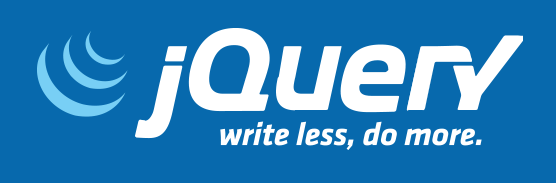 jQuery
write less, do more.